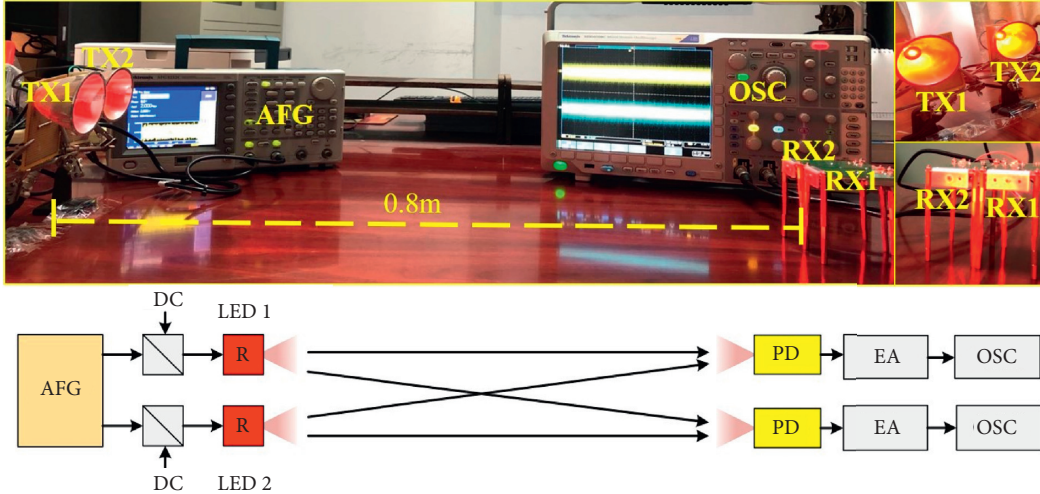 TX1
TX2
AFG
OSC
RX2
RX1
0.8m
TX1
TX2
RX2
RX1
DC
LED 1
AFG
R
PD
EA
OSC
R
PD
EA
OSC
DC
LED 2